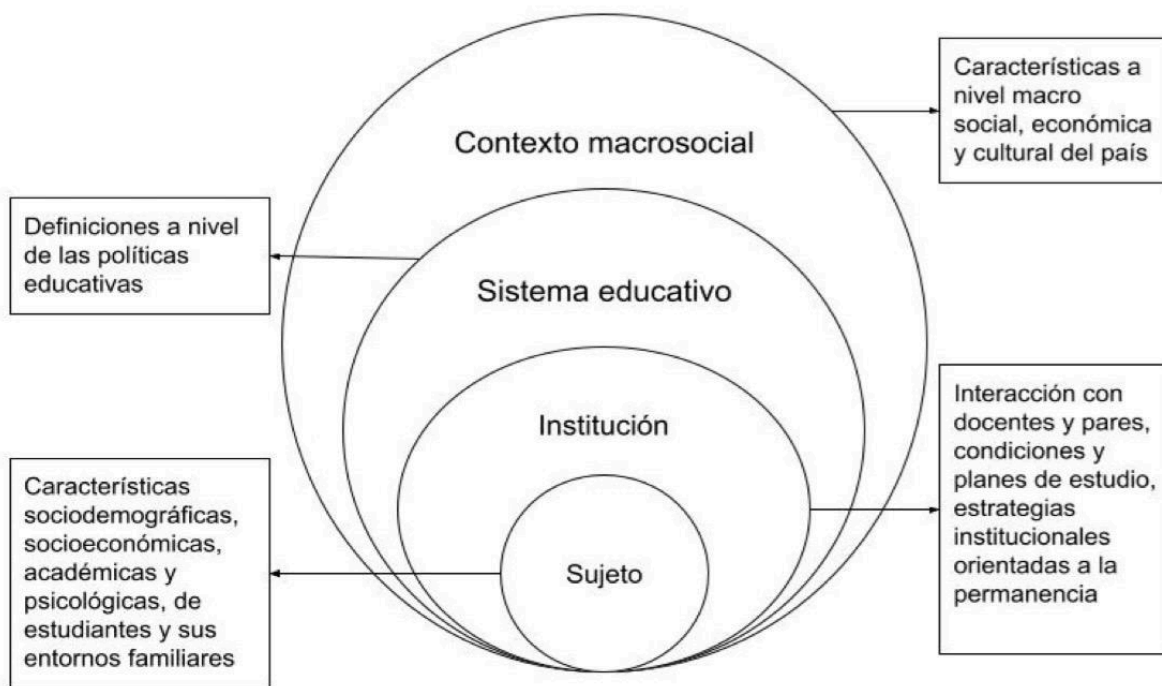 Características a
nivel macro
social, económica
y cultural del país
Contexto macrosocial
Definiciones a nivel
de las políticas
educativas
Sistema educativo
Interacción con
docentes y pares,
condiciones y
planes de estudio,
estrategias
institucionales
orientadas a la
permanencia
Institución
Características
sociodemográficas,
socioeconómicas,
académicas y
psicológicas, de
estudiantes y sus
entornos familiares
Sujeto